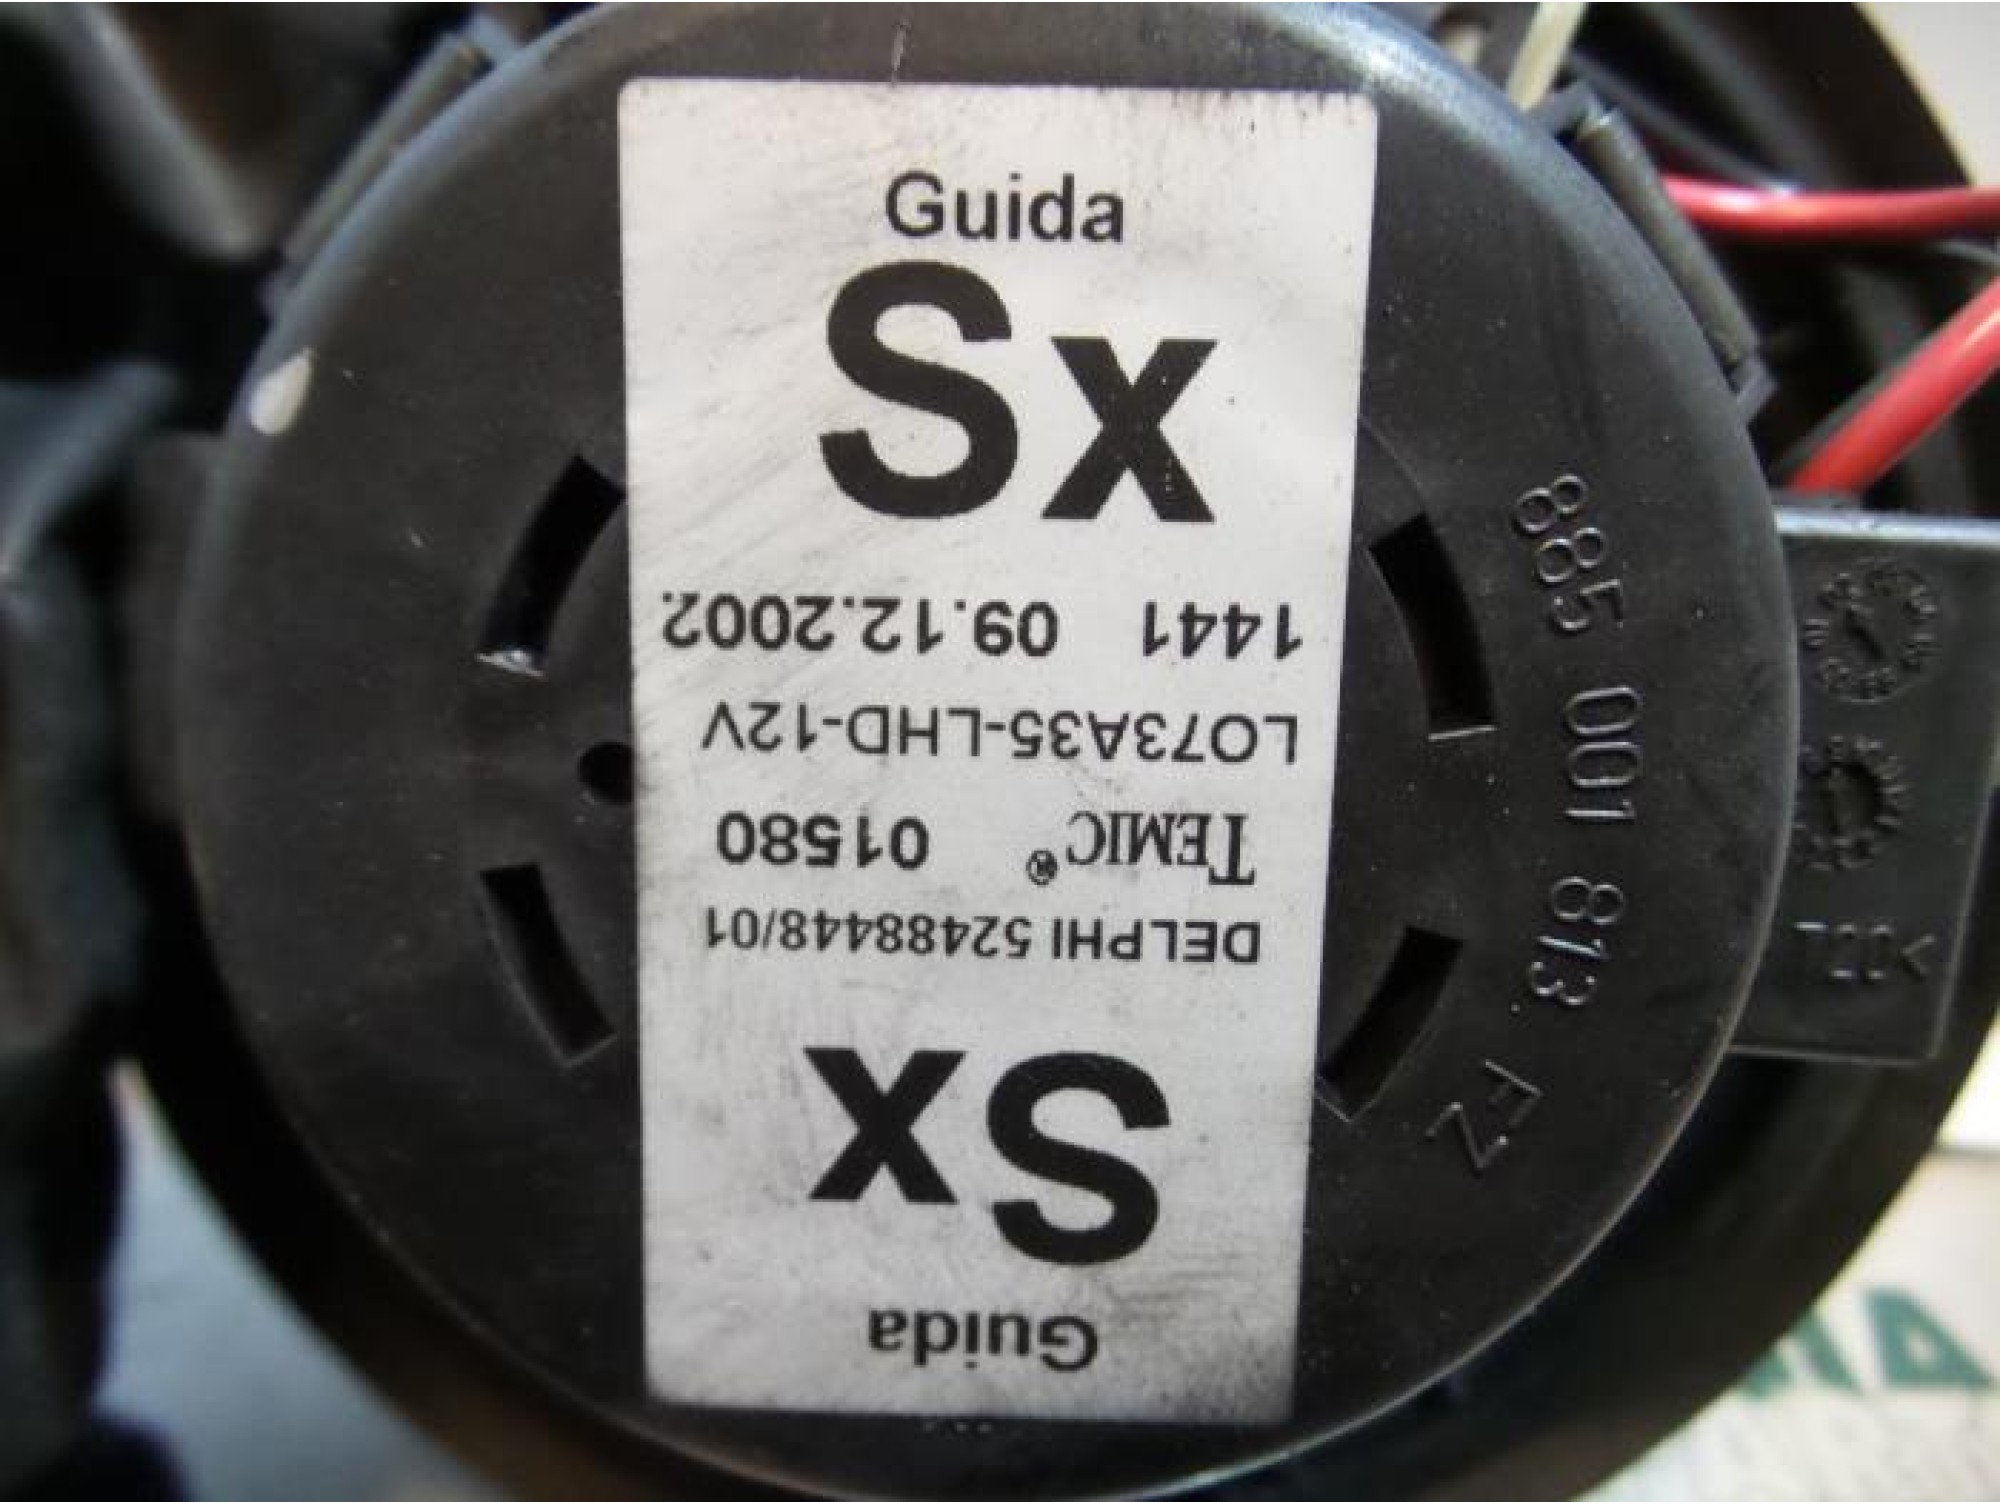 Guida
Sx
1441 09.12.2002.
LO73A35-LHD-12V
TEMIC® 01580
DELPHI 52488448/01
Sx
Guida
885 001 813 FZ